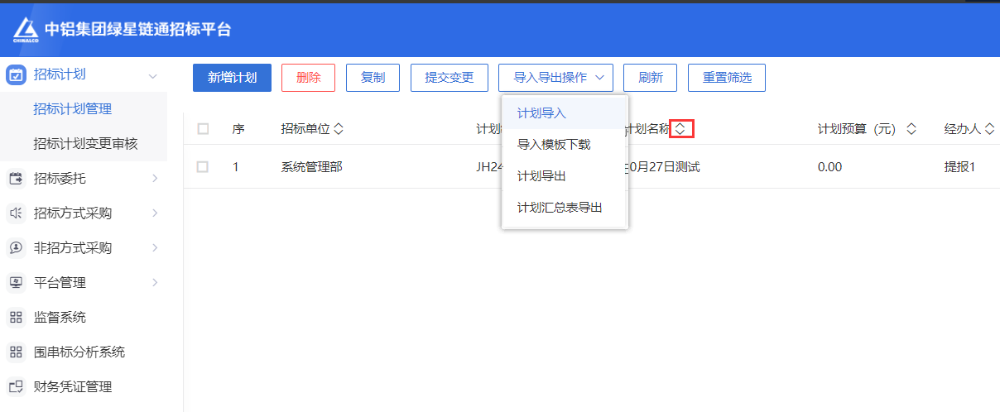 CHINALCO
中铝集团绿星链通招标平台
招标计划
招标计划管理
招标计划变更审核
招标委托
招标方式采购
非招方式采购
平台管理
监督系统
围串标分析系统
财务凭证管理
新增计划 删除 复制 提交变更 导入导出操作 刷新 重置筛选
计划导入
导入模板下载
计划导出
计划汇总表导出
序 招标单位 计划 计划名称 计划预算（元） 经办人
1 系统管理部 JH24 0月27日测试 0.00 提报1